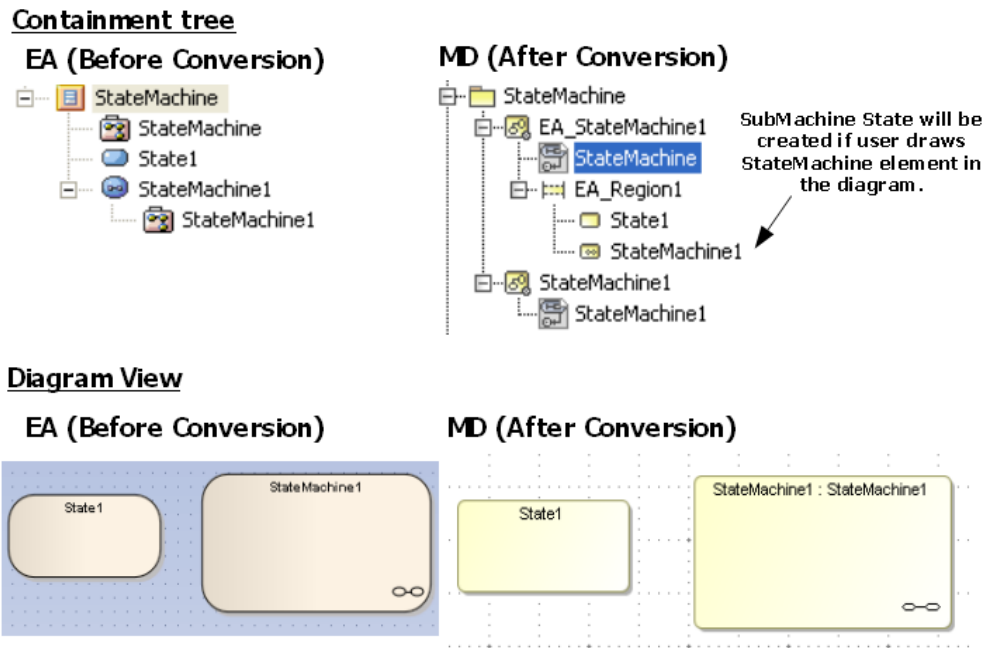 Containment tree
EA (Before Conversion)
StateMachine
StateMachine
State1
StateMachine1
StateMachine1
MD (After Conversion)
StateMachine
EA_StateMachine1
StateMachine
EA_Region1
State1
StateMachine1
StateMachine1
StateMachine1
SubMachine State will be
created if user draws
StateMachine element in
the diagram.
Diagram View
EA (Before Conversion)
State1
StateMachine1
MD (After Conversion)
State1
StateMachine1 : StateMachine1